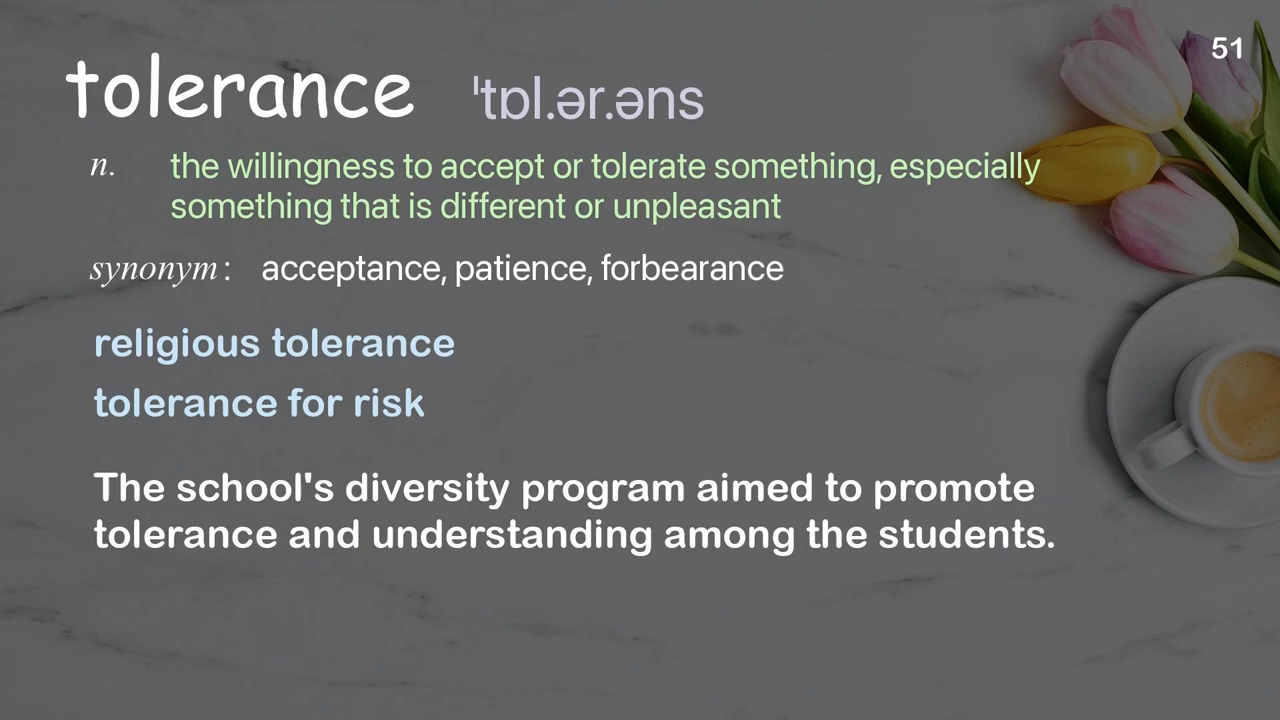 51
tolerance ˈtɒl.ər.əns
n. the willingness to accept or tolerate something, especially
something that is different or unpleasant
synonym: acceptance, patience, forbearance
religious tolerance
tolerance for risk
The school's diversity program aimed to promote
tolerance and understanding among the students.